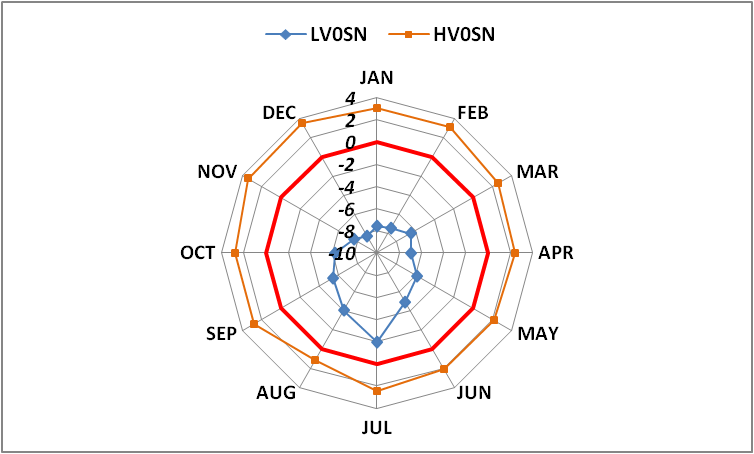 LV0SN HV0SN
JAN
DEC 4 FEB
2
NOV 0 MAR
-2
-4
-6
-8
OCT -10 APR
SEP MAY
AUG JUN
JUL